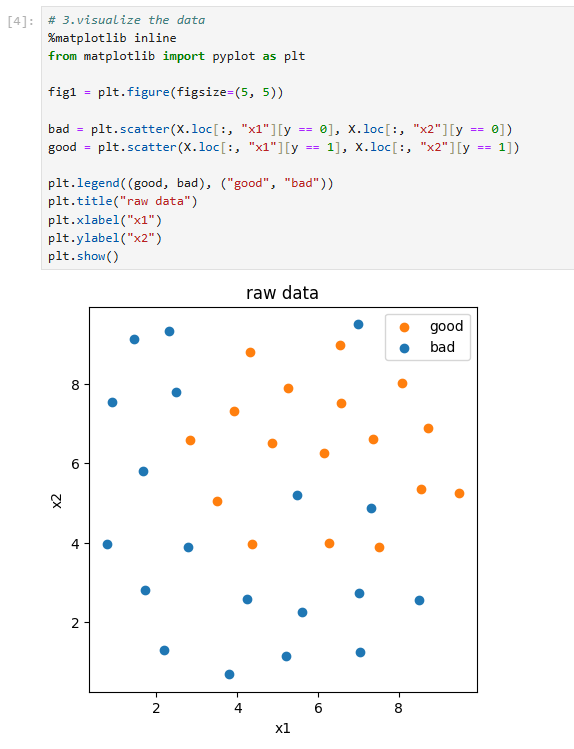 [4]: # 3.visualize the data
%matplotlib inline
from matplotlib import pyplot as plt
fig1 = plt.figure(figsize=(5, 5))
bad = plt.scatter(X.loc[:, "x1"][y == 0], X.loc[:, "x2"][y == 0])
good = plt.scatter(X.loc[:, "x1"][y == 1], X.loc[:, "x2"][y == 1])
plt.legend((good, bad), ("good", "bad"))
plt.title("raw data")
plt.xlabel("x1")
plt.ylabel("x2")
plt.show()
raw data
good
bad
8
6
4
2
x2
2 4 6 8
x1